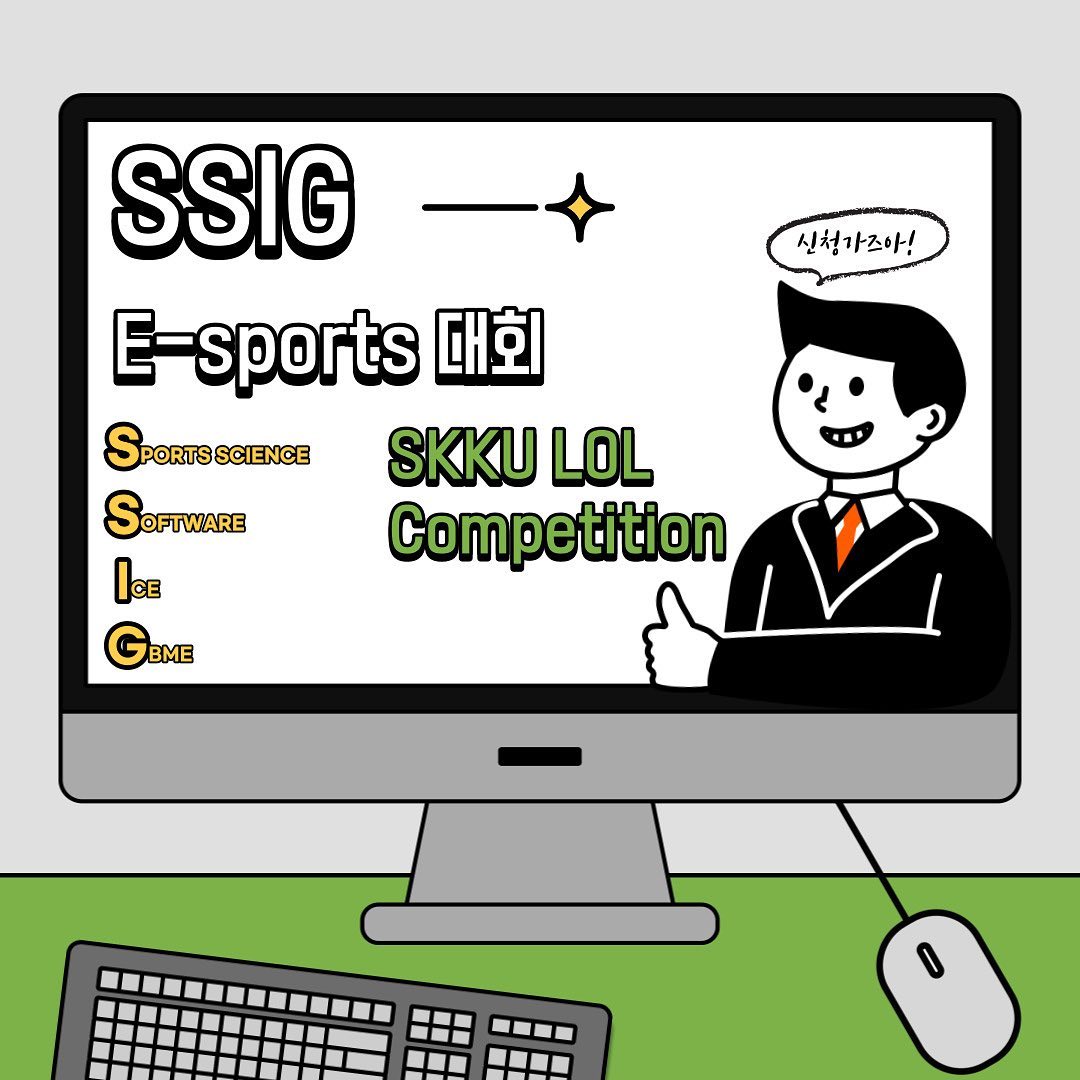 SSIG
신청가즈아!
E-sports 대회
SPORTS SCIENCE
SOFTWARE
ICE
GBME
SKKU LOL
Competition